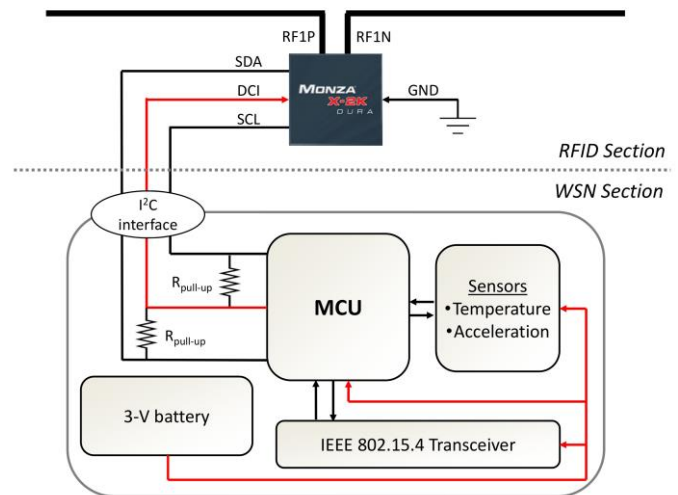 RF1P RF1N
SDA
DCI
SCL
GND
MONZA
X-2K
DURA
RFID Section
WSN Section
I²C
interface
Rpull-up
Rpull-up
MCU
Sensors
•Temperature
•Acceleration
3-V battery
IEEE 802.15.4 Transceiver